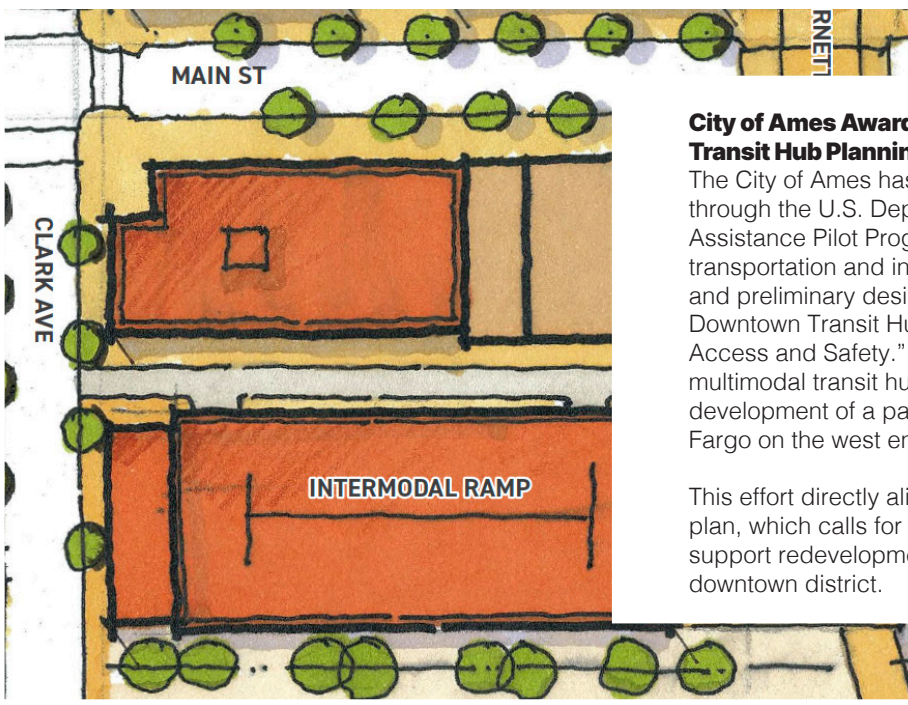 MAIN ST
CLARK AVE
INTERMODAL RAMP
City of Ames Award
Transit Hub Plannin
The City of Ames has
through the U.S. Dep
Assistance Pilot Prog
transportation and in
and preliminary desi
Downtown Transit Hu
Access and Safety.”
multimodal transit hu
development of a pa
Fargo on the west en
This effort directly ali
plan, which calls for
support redevelopme
downtown district.